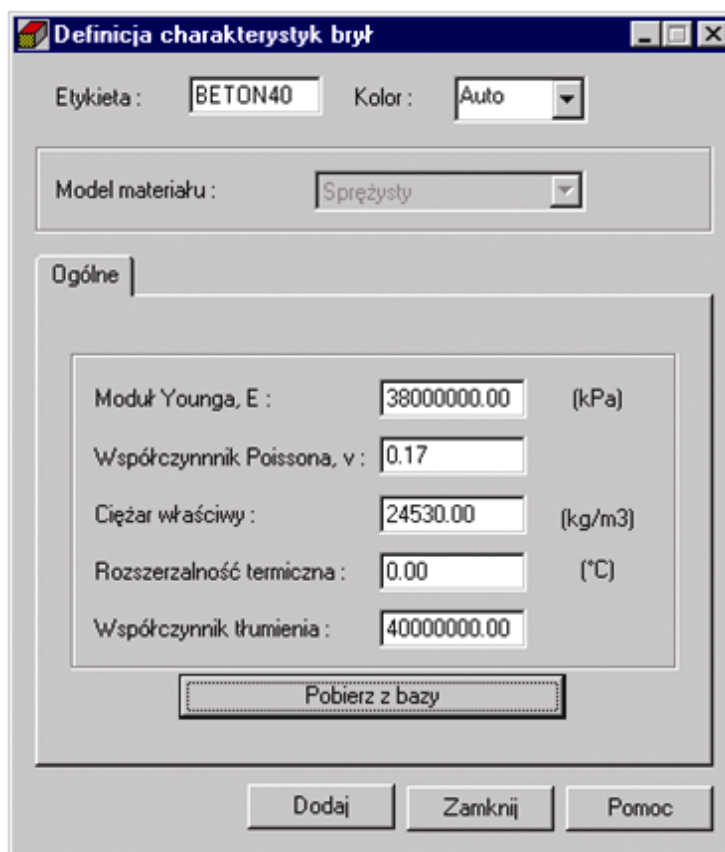 Definicja charakterystyk brył
Etykieta : BETON40 Kolor : Auto
Model materiału : Sprężysty
Ogólne
Moduł Younga, E : 38000000.00 (kPa)
Współczynnnik Poissona, v : 0.17
Ciężar właściwy : 24530.00 (kg/m3)
Rozszerzalność termiczna : 0.00 (°C)
Współczynnik tłumienia : 40000000.00
Pobierz z bazy
Dodaj Zamknij Pomoc